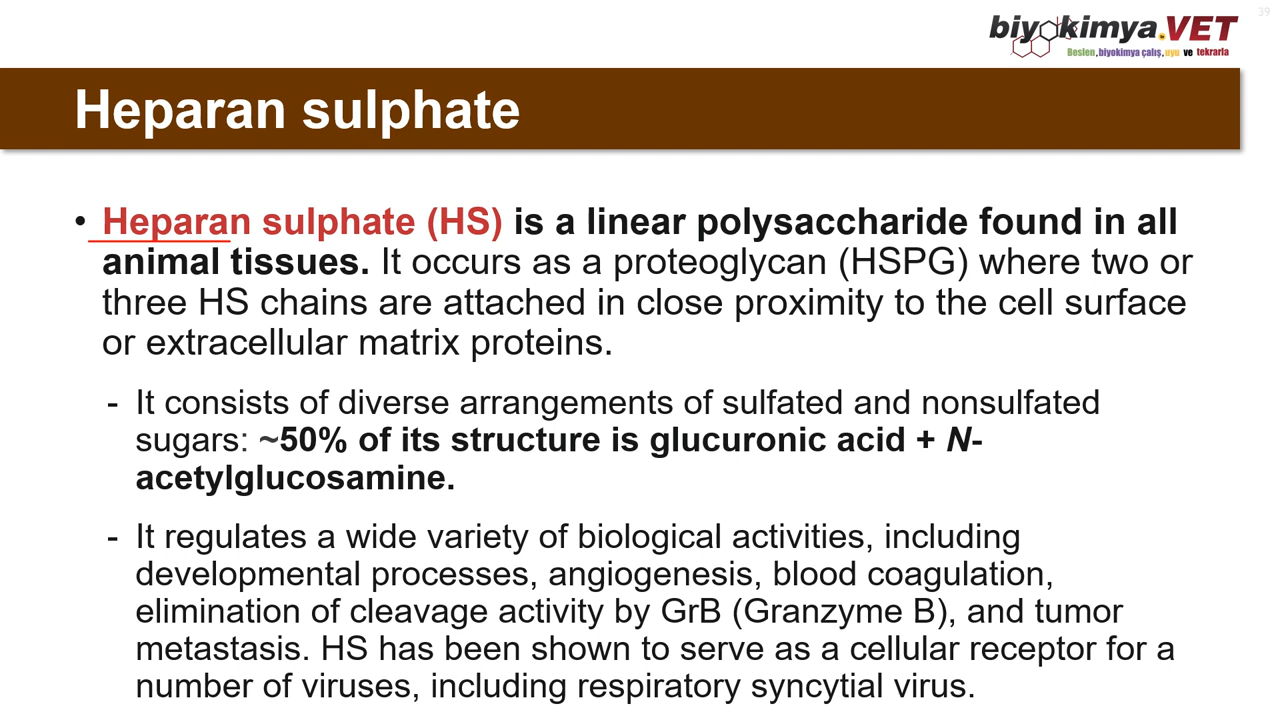 39
biyokimya.VET
Beslen, biyokimya çalış, uyu ve tekrarla
Heparan sulphate
• Heparan sulphate (HS) is a linear polysaccharide found in all
animal tissues. It occurs as a proteoglycan (HSPG) where two or
three HS chains are attached in close proximity to the cell surface
or extracellular matrix proteins.
- It consists of diverse arrangements of sulfated and nonsulfated
sugars: ~50% of its structure is glucuronic acid + N-
acetylglucosamine.
- It regulates a wide variety of biological activities, including
developmental processes, angiogenesis, blood coagulation,
elimination of cleavage activity by GrB (Granzyme B), and tumor
metastasis. HS has been shown to serve as a cellular receptor for a
number of viruses, including respiratory syncytial virus.